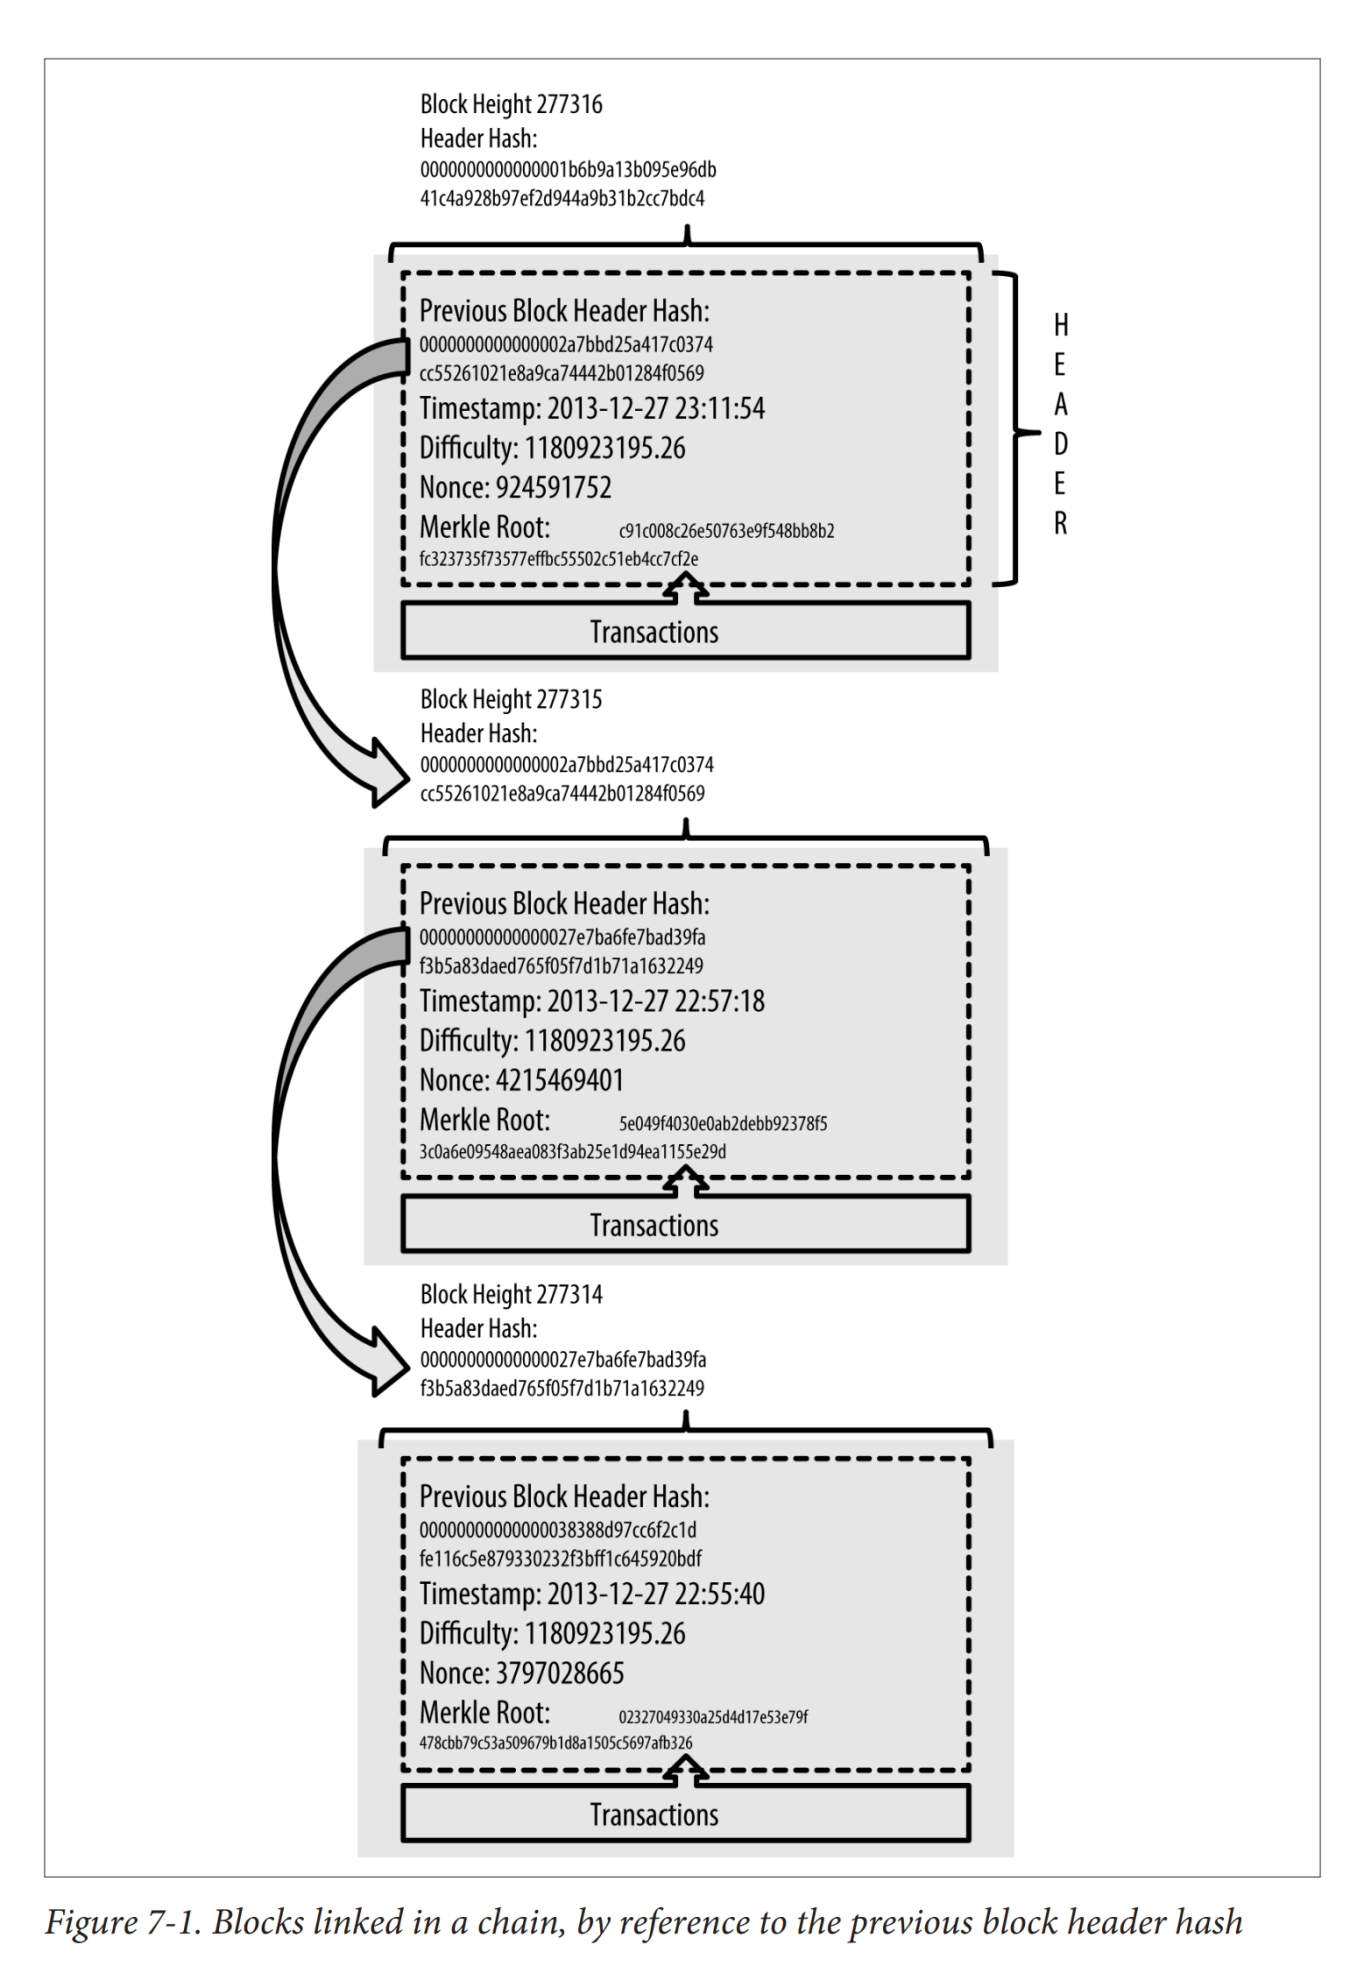 Block Height 277316
Header Hash:
0000000000000001b6b9a13b095e96db
41c4a928b97ef2d944a9b31b2cc7bdc4
Previous Block Header Hash:
0000000000000002a7bbd25a417c0374
cc55261021e8a9ca74442b01284f0569
Timestamp: 2013-12-27 23:11:54
Difficulty: 1180923195.26
Nonce: 924591752
Merkle Root: c91c008c26e50763e9f548bb8b2
fc323735f73577effbc55502c51eb4cc7cf2e
Transactions
HEADER
Block Height 277315
Header Hash:
0000000000000002a7bbd25a417c0374
cc55261021e8a9ca74442b01284f0569
Previous Block Header Hash:
00000000000000027e7ba6fe7bad39fa
f3b5a83daed765f05f7d1b71a1632249
Timestamp: 2013-12-27 22:57:18
Difficulty: 1180923195.26
Nonce: 4215469401
Merkle Root: 5e049f4030e0ab2debb92378f5
3c0a6e09548aea083f3ab25e1d94ea1155e29d
Transactions
Block Height 277314
Header Hash:
00000000000000027e7ba6fe7bad39fa
f3b5a83daed765f05f7d1b71a1632249
Previous Block Header Hash:
00000000000000038388d97cc6f2c1d
fe116c5e879330232f3bff1c645920bdf
Timestamp: 2013-12-27 22:55:40
Difficulty: 1180923195.26
Nonce: 3797028665
Merkle Root: 02327049330a25d4d17e53e79f
478cbb79c53a509679b1d8a1505c5697afb326
Transactions
Figure 7-1. Blocks linked in a chain, by reference to the previous block header hash